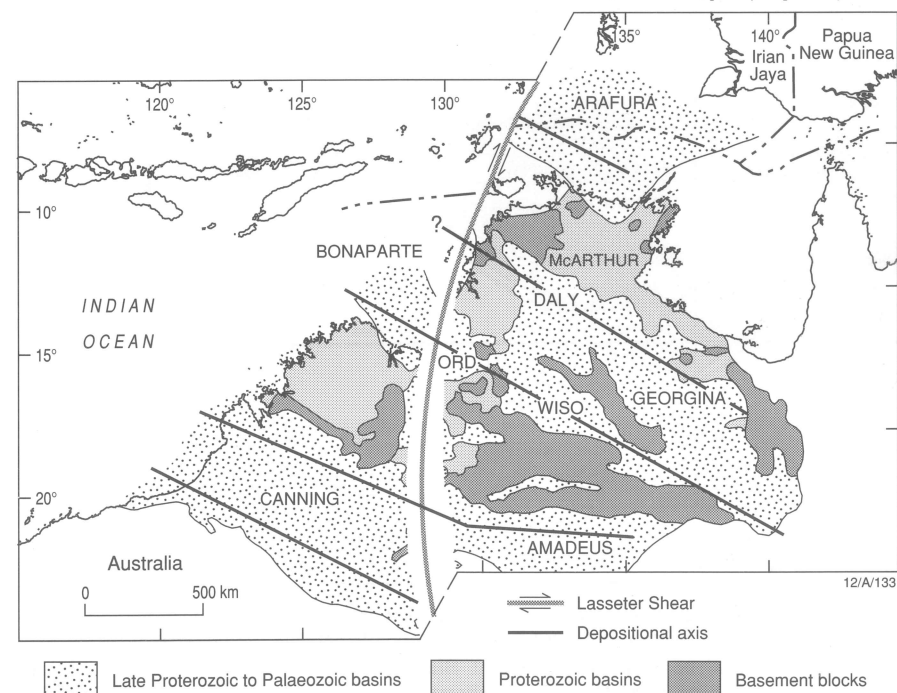 135° 140° Papua
Irian New Guinea
Jaya
120° 125° 130°
ARAFURA
10°
?
BONAPARTE
McARTHUR
INDIAN
DALY
OCEAN
15°
ORD
GEORGINA
WISO
CANNING
20°
AMADEUS
Australia
0 500 km
12/A/133
Lasseter Shear
Depositional axis
Late Proterozoic to Palaeozoic basins Proterozoic basins Basement blocks